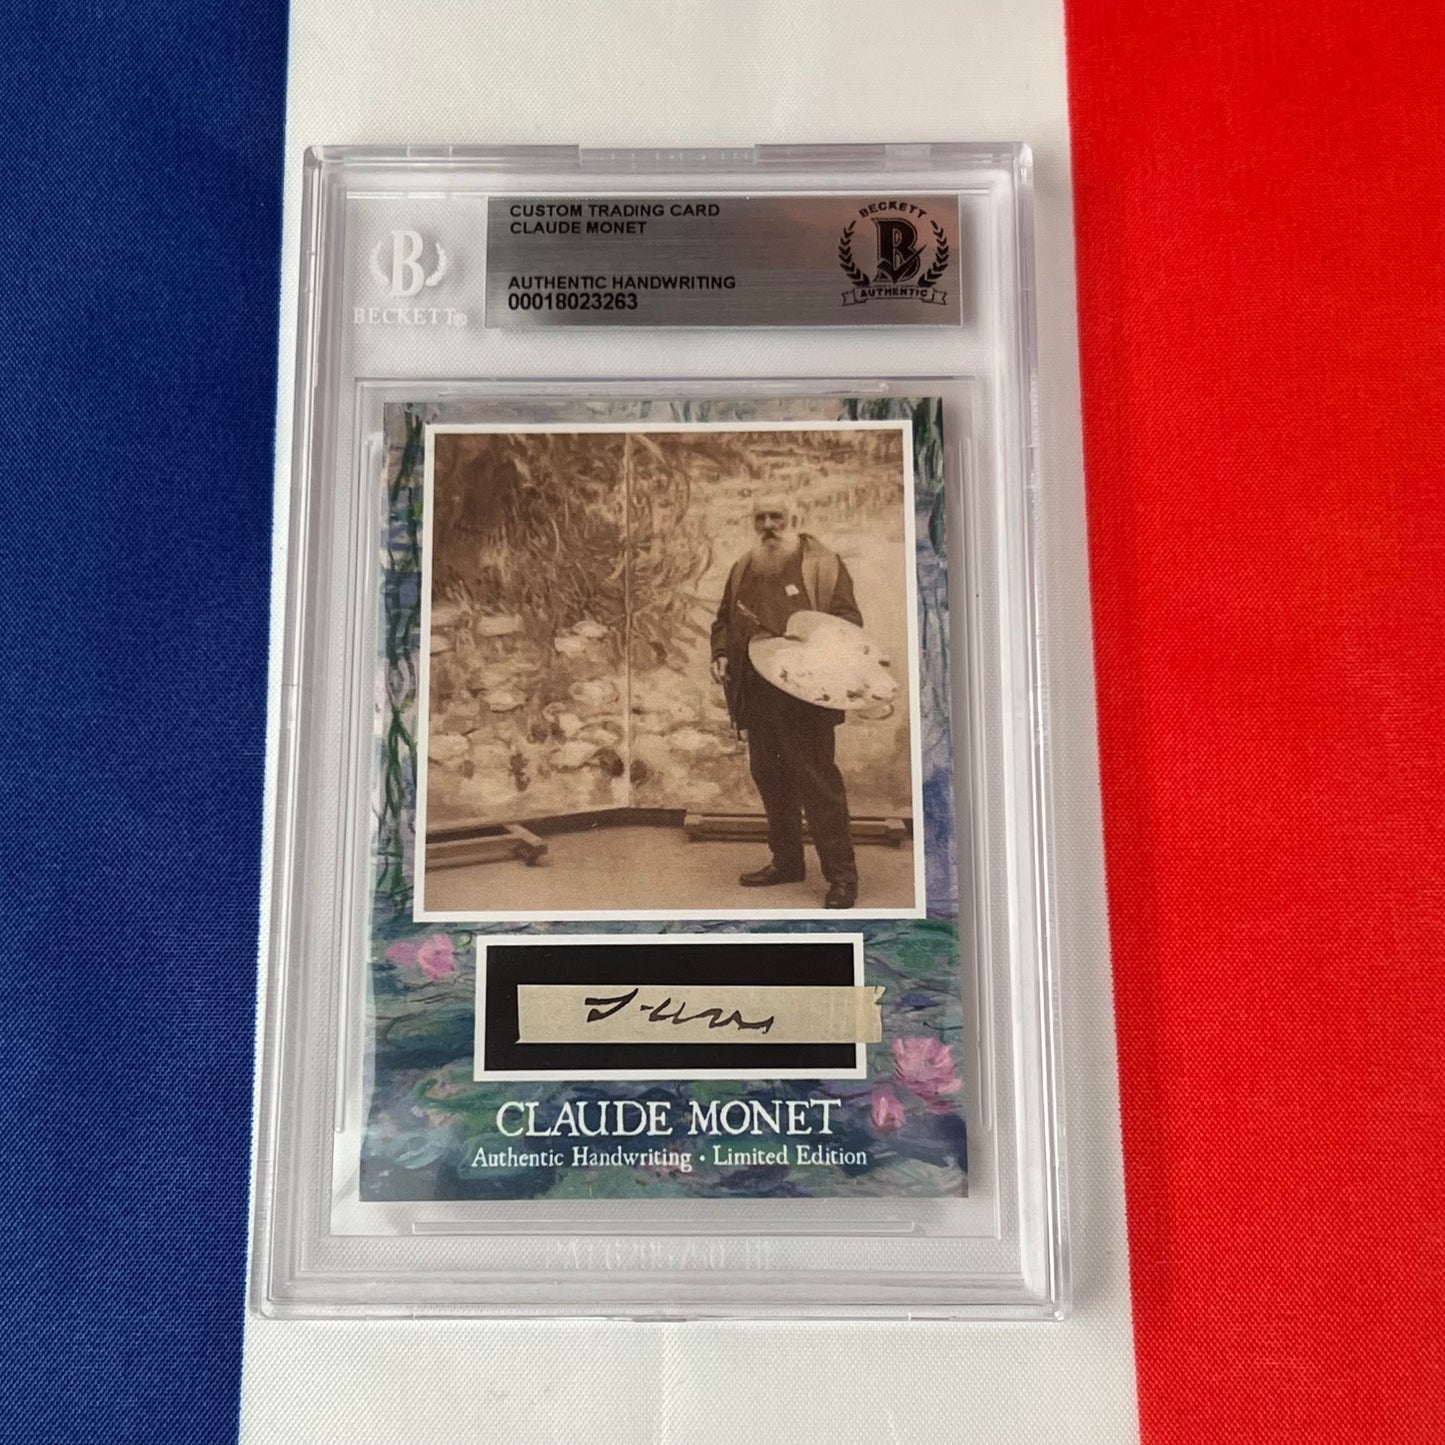 CUSTOM TRADING CARD
CLAUDE MONET
AUTHENTIC HANDWRITING
00018023263
BECKETT
B
AUTHENTIC
B
BECKETT®
CLAUDE MONET
Authentic Handwriting • Limited Edition